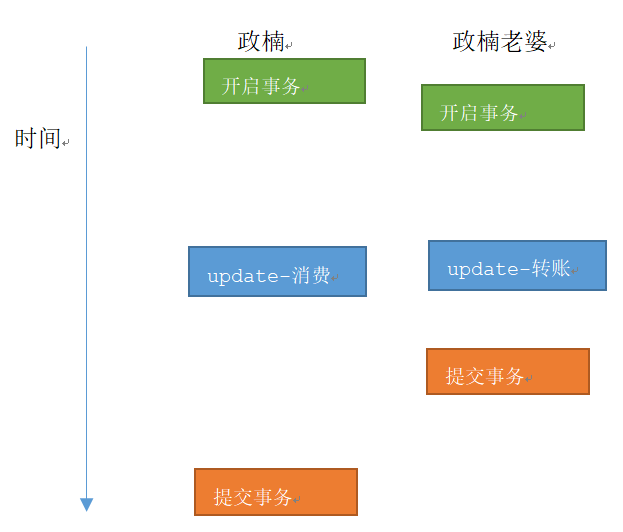 政楠
政楠老婆
开启事务
开启事务
时间
update-消费
update-转账
提交事务
提交事务